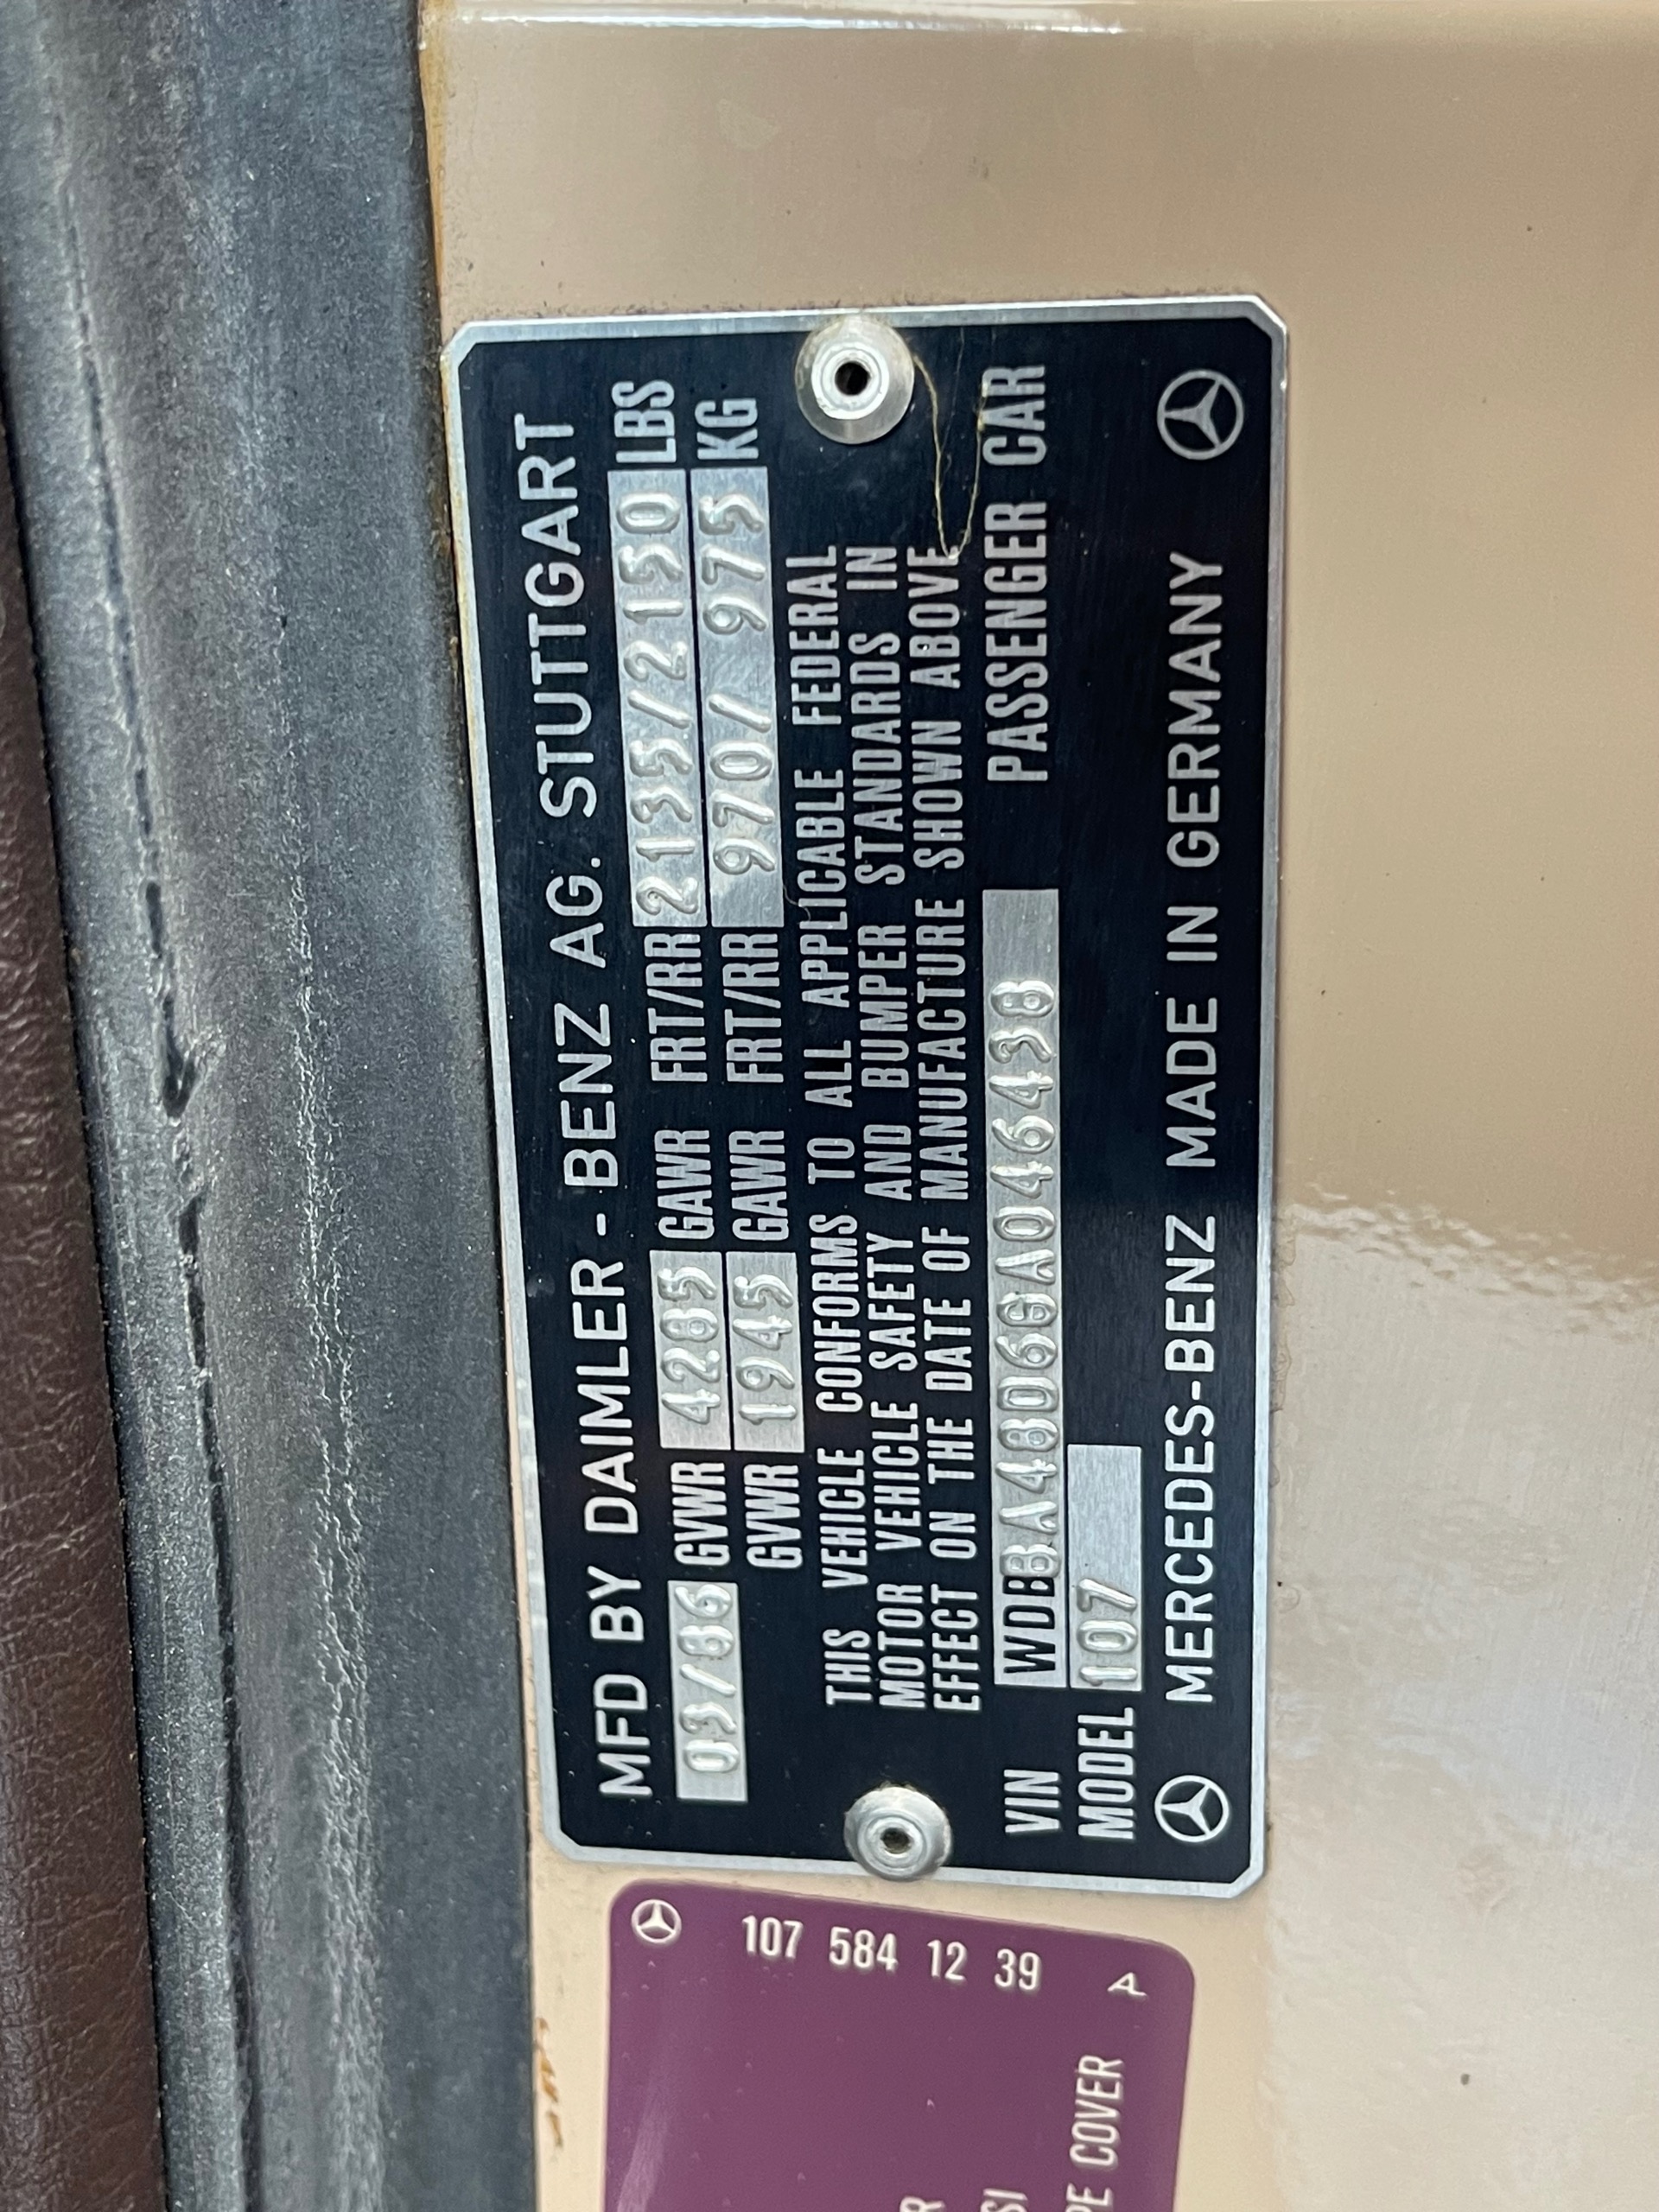 MFD BY DAIMLER-BENZ AG. STUTTGART
03/86 GVWR 4285 GAWR FRT/RR 2135/2150 LBS
GVWR 1945 GAWR FRT/RR 970/ 975 KG
THIS VEHICLE CONFORMS TO ALL APPLICABLE FEDERAL
MOTOR VEHICLE SAFETY AND BUMPER STANDARDS IN
EFFECT ON THE DATE OF MANUFACTURE SHOWN ABOVE
VIN WDBBA48D6GA046438 PASSENGER CAR
MODEL 107
MERCEDES-BENZ MADE IN GERMANY
107 584 12 39 A
COVER